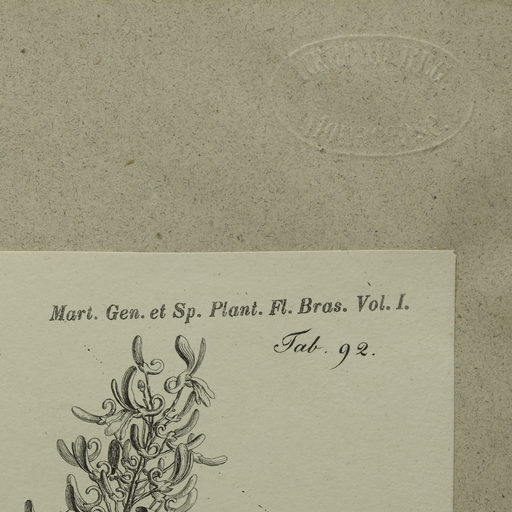 Mart. Gen. et Sp. Plant. Fl. Bras. Vol. I.
Tab. 92.